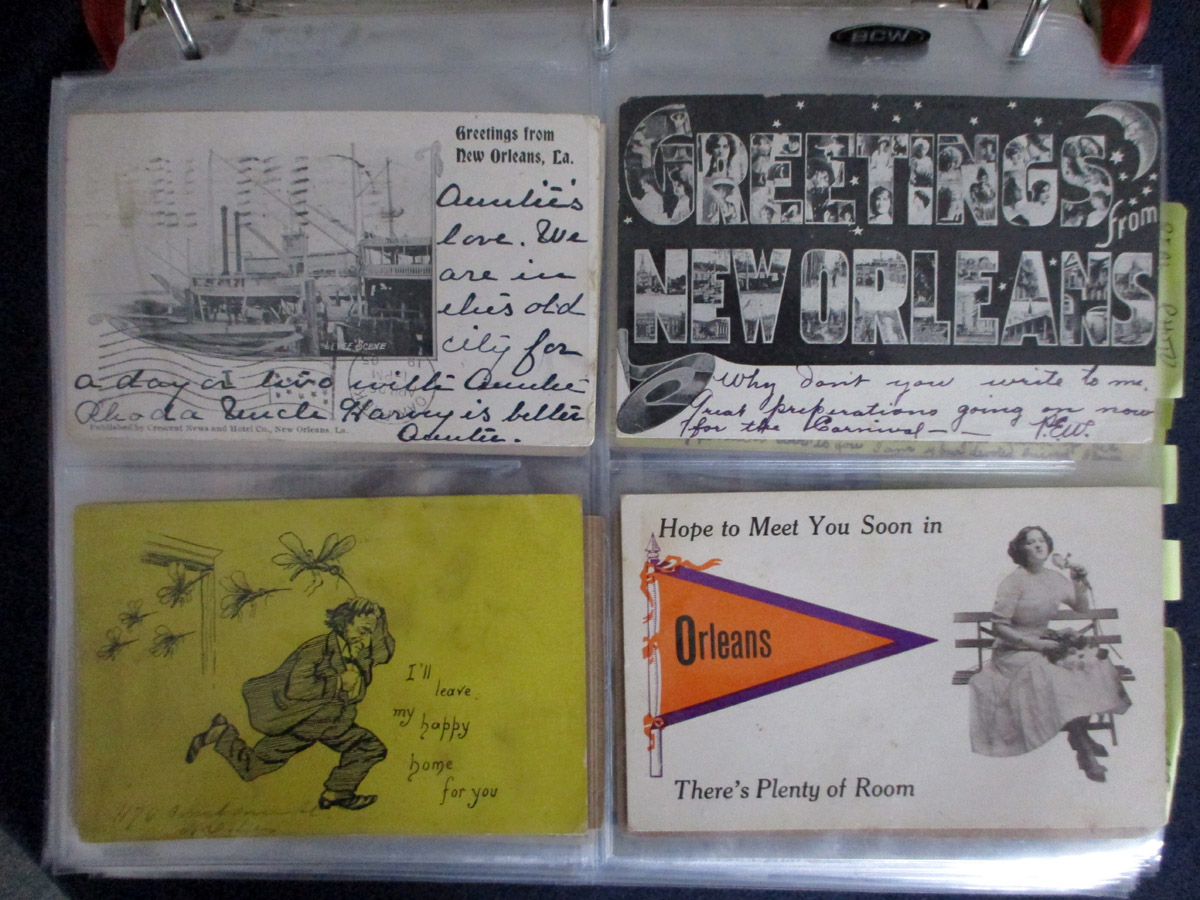 BCW
Greetings from
New Orleans, La.
Auntie's
love. We
are in
this old
city for
a day or two with Auntie
Rhoda Uncle Harry is better
Auntie.
LEVEE SCENE
Published by Crescent News and Hotel Co., New Orleans, La.
GREETINGS
from
NEW ORLEANS
Why don't you write to me.
Great preperations going on now
for the Carnival — — P.E.W.
I'll
leave
my happy
home
for you
Hope to Meet You Soon in
Orleans
There's Plenty of Room